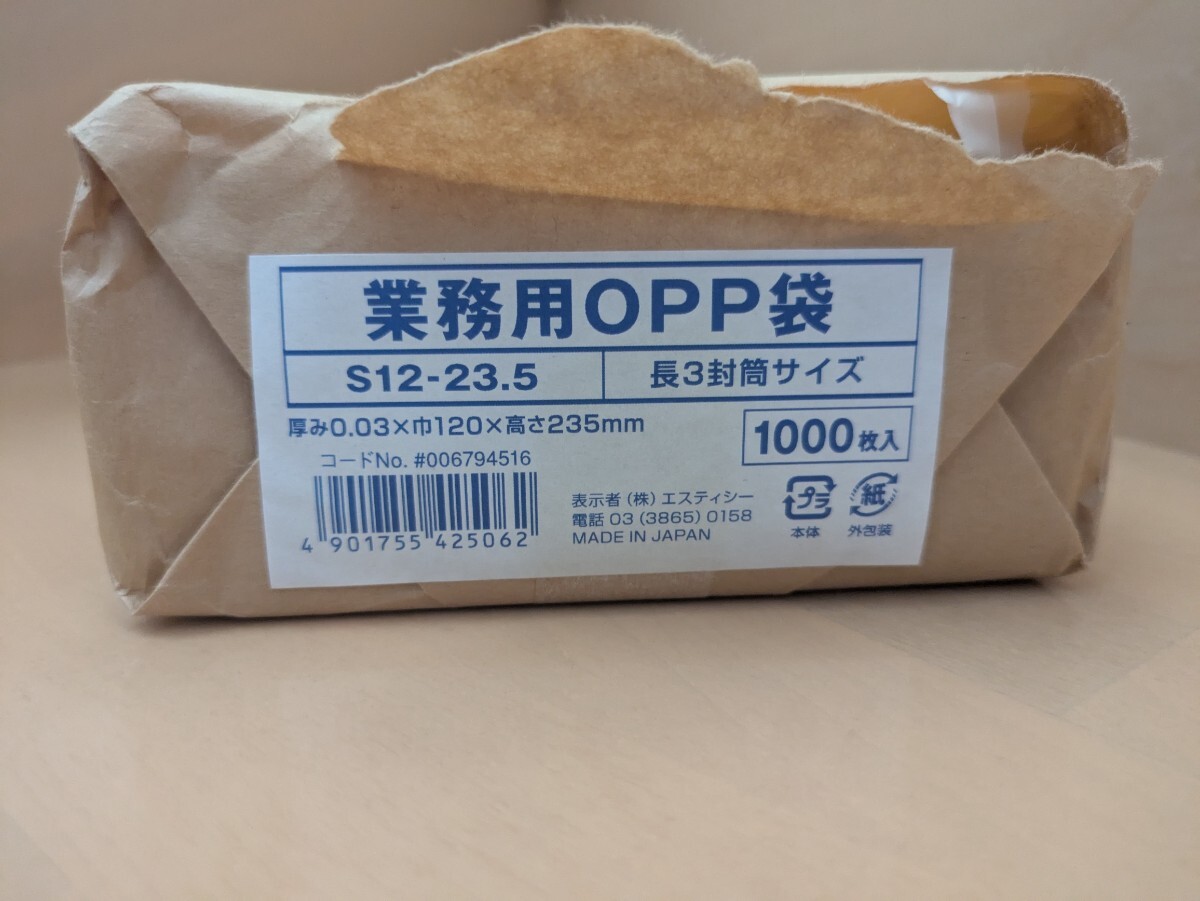 業務用OPP袋
S12-23.5
長3封筒サイズ
厚み0.03×巾120×高さ235mm
1000枚入
コードNo. #006794516
4 901755 425062
表示者（株）エスティシー
電話 03（3865）0158
MADE IN JAPAN
プラ
本体
紙
外包装